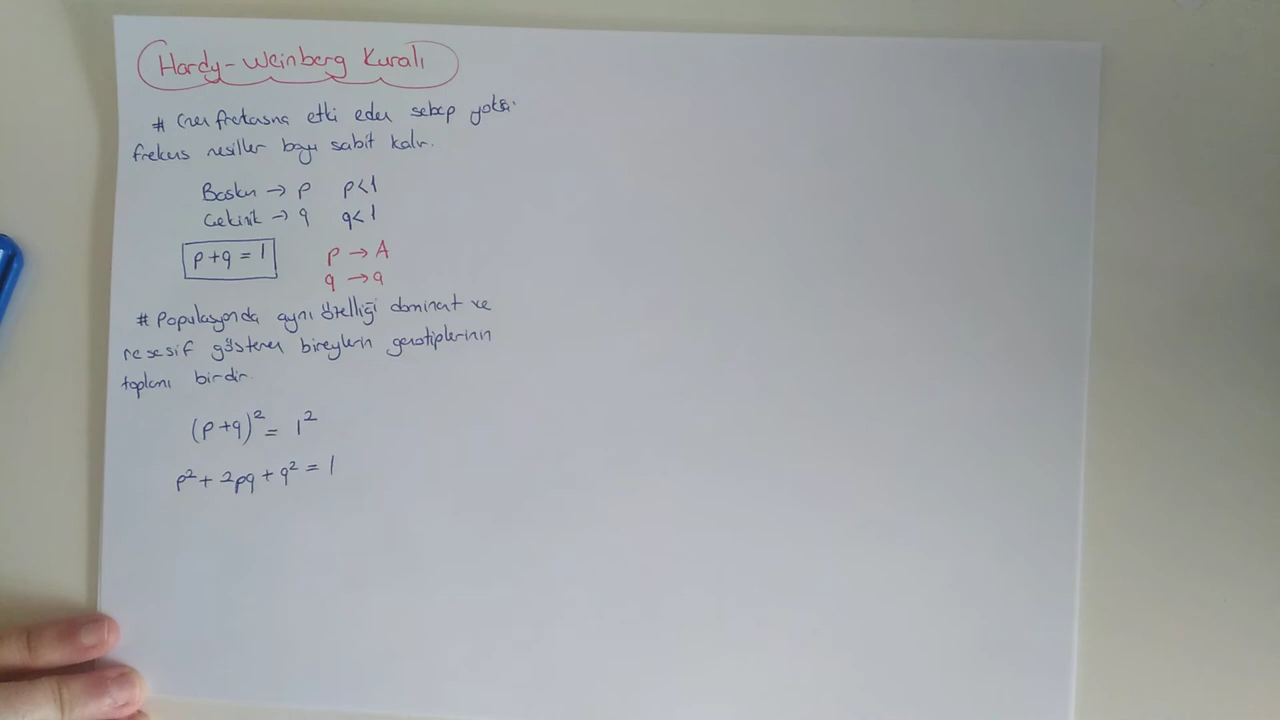 Hardy-Weinberg Kuralı
# Gen frekasına etki eden sebep yoksa
frekans nesiller boyu sabit kalır.
Baskın → p p<1
Çekinik → q q<1
p+q = 1 p → A
q → a
# Populasyonda aynı özelliği dominant ve
resesif gösteren bireylerin genotiplerinin
toplamı birdir.
(p+q)² = 1²
p² + 2pq + q² = 1